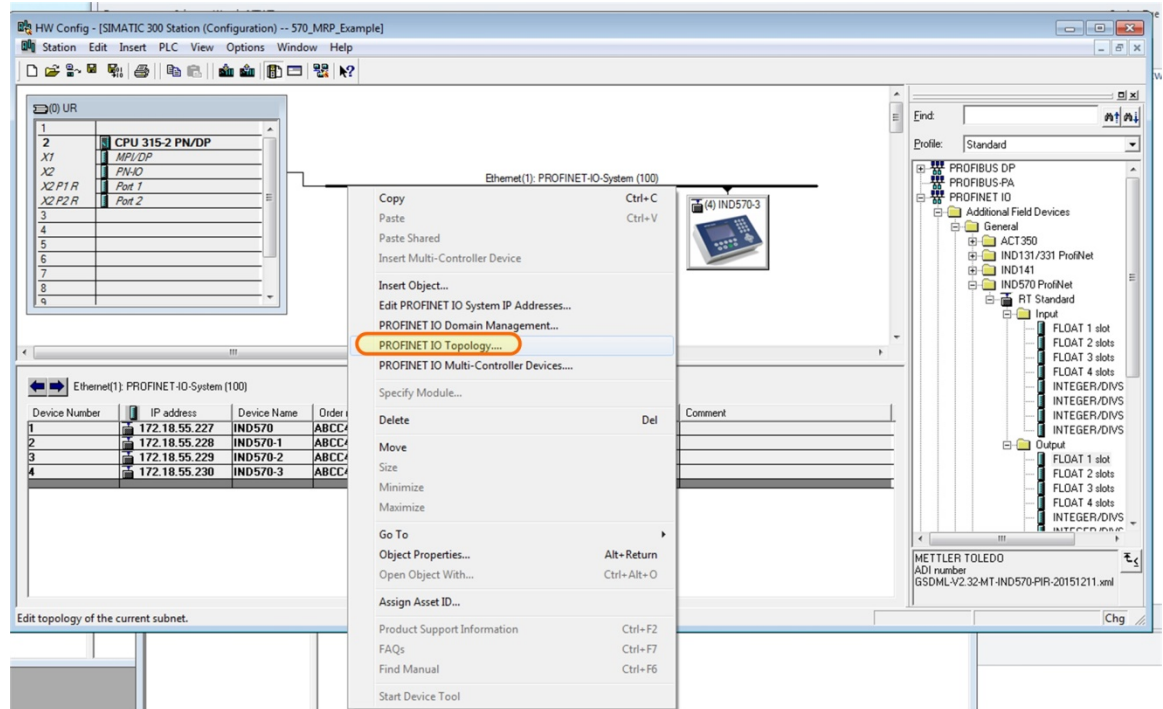 HW Config - [SIMATIC 300 Station (Configuration) -- 570_MRP_Example]
Station Edit Insert PLC View Options Window Help
(0) UR
1
2 CPU 315-2 PN/DP
X1 MPI/DP
X2 PN-IO
X2 P1 R Port 1
X2 P2 R Port 2
3
4
5
6
7
8
9
Ethernet(1): PROFINET-IO-System (100)
(4) IND570-3
Copy Ctrl+C
Paste Ctrl+V
Paste Shared
Insert Multi-Controller Device
Insert Object...
Edit PROFINET IO System IP Addresses...
PROFINET IO Domain Management...
PROFINET IO Topology....
PROFINET IO Multi-Controller Devices....
Specify Module...
Delete Del
Move
Size
Minimize
Maximize
Go To
Object Properties... Alt+Return
Open Object With... Ctrl+Alt+O
Assign Asset ID...
Product Support Information Ctrl+F2
FAQs Ctrl+F7
Find Manual Ctrl+F6
Start Device Tool
Ethernet(1): PROFINET-IO-System (100)
Device Number IP address Device Name Order Comment
1 172.18.55.227 IND570 ABCC4
2 172.18.55.228 IND570-1 ABCC4
3 172.18.55.229 IND570-2 ABCC4
4 172.18.55.230 IND570-3 ABCC4
Find:
Profile: Standard
PROFIBUS DP
PROFIBUS-PA
PROFINET IO
Additional Field Devices
General
ACT350
IND131/331 ProfiNet
IND141
IND570 ProfiNet
RT Standard
Input
FLOAT 1 slot
FLOAT 2 slots
FLOAT 3 slots
FLOAT 4 slots
INTEGER/DIVS
INTEGER/DIVS
INTEGER/DIVS
INTEGER/DIVS
Output
FLOAT 1 slot
FLOAT 2 slots
FLOAT 3 slots
FLOAT 4 slots
INTEGER/DIVS
METTLER TOLEDO
ADI number
GSDML-V2.32-MT-IND570-PIR-20151211.xml
Edit topology of the current subnet.
Chg